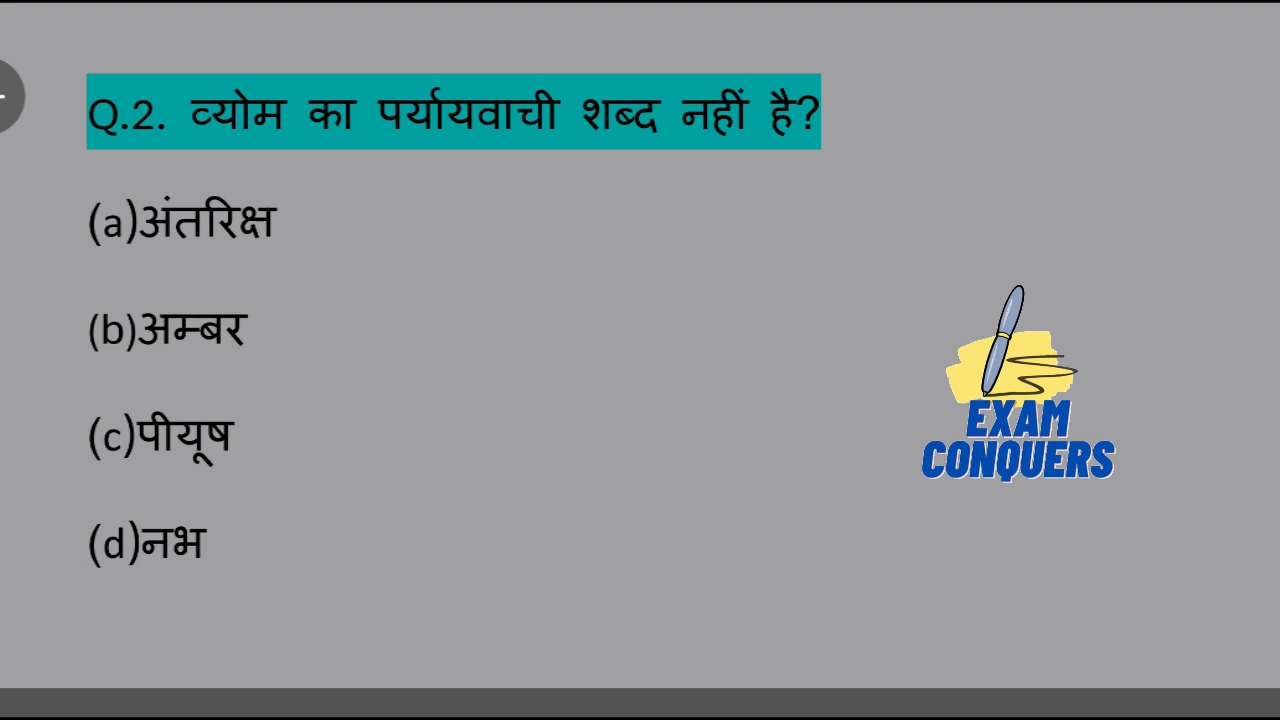 Q.2. व्योम का पर्यायवाची शब्द नहीं है?
(a)अंतरिक्ष
(b)अम्बर
(c)पीयूष
(d)नभ
EXAM
CONQUERS